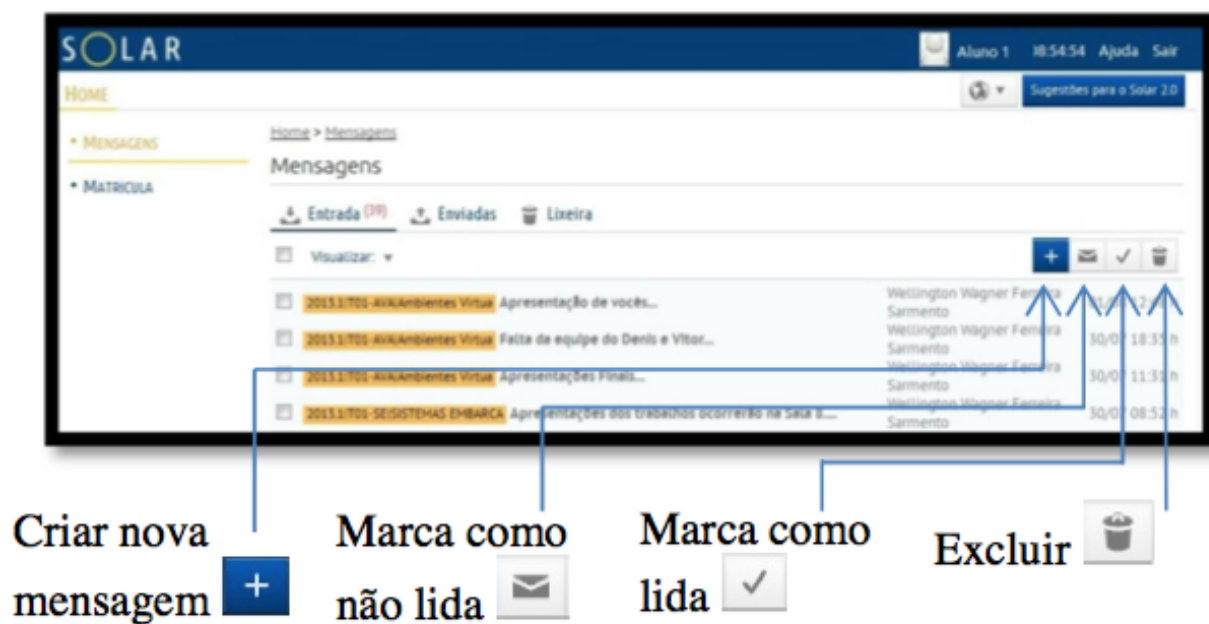 SOLAR
Aluno 1 18:54:54 Ajuda Sair
HOME
Sugestões para o Solar 2.0
• MENSAGENS
• MATRICULA
Home > Mensagens
Mensagens
Entrada (39) Enviadas Lixeira
Visualizar:
2013.1:T01-AVA:Ambientes Virtua Apresentação de vocês...
Wellington Wagner Ferreira Sarmento
2013.1:T01-AVA:Ambientes Virtua Falta da equipe do Denis e Vitor...
Wellington Wagner Ferreira Sarmento
30/07 18:35 h
2013.1:T01-AVA:Ambientes Virtua Apresentações Finais...
Wellington Wagner Ferreira Sarmento
30/07 11:31 h
2013.1:T01-SE:SISTEMAS EMBARCA Apresentações dos trabalhos ocorrerão na Sala 8....
Wellington Wagner Ferreira Sarmento
30/07 08:52 h
Criar nova
mensagem +
Marca como
não lida
Marca como
lida
Excluir